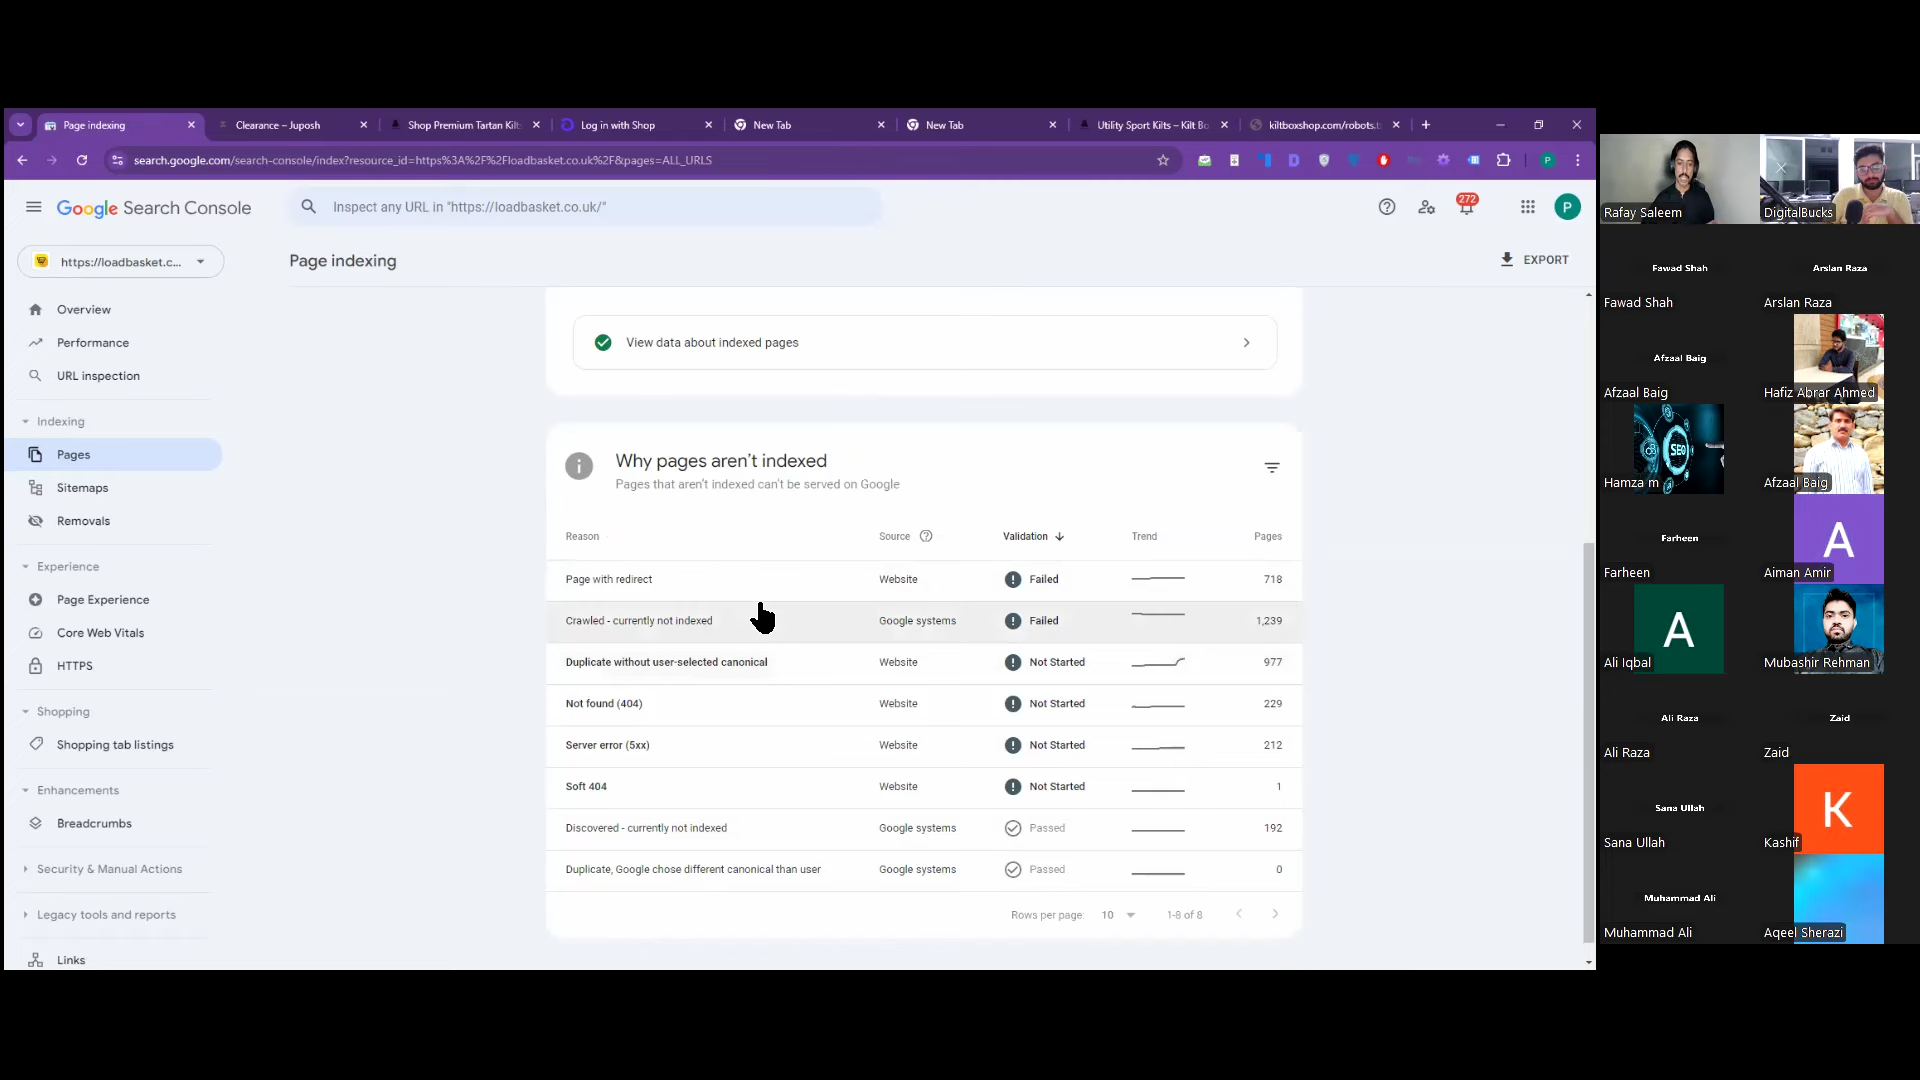 Page indexing
Clearance – Juposh
Shop Premium Tartan Kilts
Log in with Shop
New Tab
New Tab
Utility Sport Kilts – Kilt Bo
kiltboxshop.com/robots.t
search.google.com/search-console/index?resource_id=https%3A%2F%2Floadbasket.co.uk%2F&pages=ALL_URLS
P
Google Search Console
Inspect any URL in "https://loadbasket.co.uk/"
272
P
https://loadbasket.c...
Page indexing
EXPORT
Overview
Performance
URL inspection
Indexing
Pages
Sitemaps
Removals
Experience
Page Experience
Core Web Vitals
HTTPS
Shopping
Shopping tab listings
Enhancements
Breadcrumbs
Security & Manual Actions
Legacy tools and reports
Links
View data about indexed pages
Why pages aren't indexed
Pages that aren't indexed can't be served on Google
Reason Source Validation Trend Pages
Page with redirect Website Failed 718
Crawled - currently not indexed Google systems Failed 1,239
Duplicate without user-selected canonical Website Not Started 977
Not found (404) Website Not Started 229
Server error (5xx) Website Not Started 212
Soft 404 Website Not Started 1
Discovered - currently not indexed Google systems Passed 192
Duplicate, Google chose different canonical than user Google systems Passed 0
Rows per page: 10 1-8 of 8
Rafay Saleem
DigitalBucks
Fawad Shah
Fawad Shah
Arslan Raza
Arslan Raza
Afzaal Baig
Afzaal Baig
Hafiz Abrar Ahmed
SEO
Hamza m
Afzaal Baig
Farheen
Farheen
A
Aiman Amir
A
Ali Iqbal
Mubashir Rehman
Ali Raza
Ali Raza
Zaid
Zaid
Sana Ullah
Sana Ullah
K
Kashif
Muhammad Ali
Muhammad Ali
Aqeel Sherazi